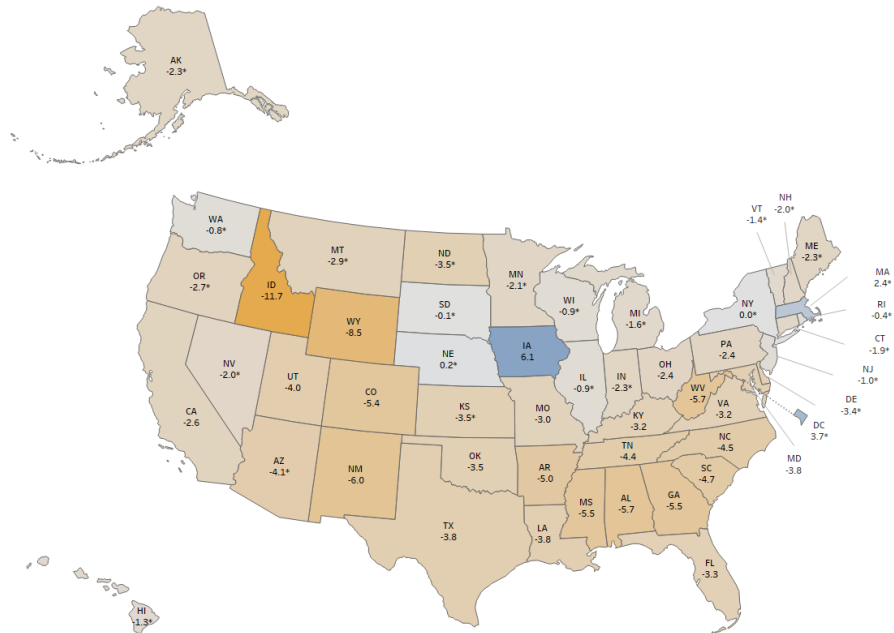 AK
-2.3*
NH
-2.0*
VT
-1.4*
WA
-0.8*
ME
-2.3*
MT
-2.9*
ND
-3.5*
MN
-2.1*
OR
-2.7*
ID
-11.7
MA
2.4*
SD
-0.1*
WI
-0.9*
NY
0.0*
RI
-0.4*
MI
-1.6*
WY
-8.5
CT
-1.9*
IA
6.1
PA
-2.4
NE
0.2*
OH
-2.4
NV
-2.0*
NJ
-1.0*
IL
-0.9*
IN
-2.3*
UT
-4.0
WV
-5.7
DE
-3.4*
CO
-5.4
VA
-3.2
KS
-3.5*
MO
-3.0
CA
-2.6
KY
-3.2
DC
3.7*
NC
-4.5
TN
-4.4
MD
-3.8
AZ
-4.1*
OK
-3.5
NM
-6.0
AR
-5.0
SC
-4.7
MS
-5.5
AL
-5.7
GA
-5.5
TX
-3.8
LA
-3.8
FL
-3.3
HI
-1.3*